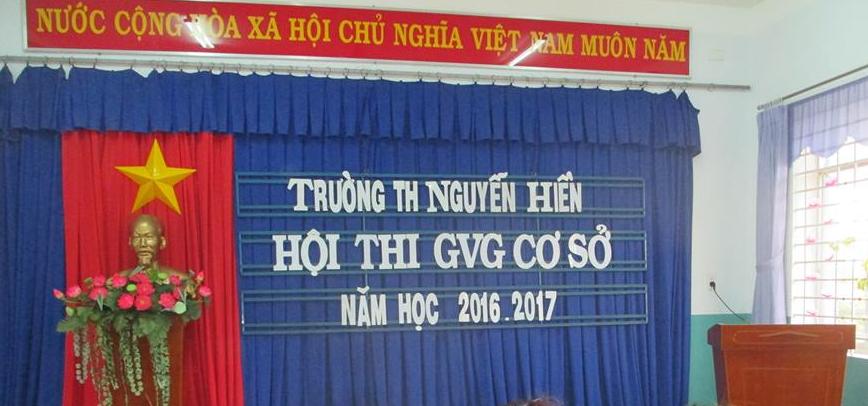 NƯỚC CỘNG HÒA XÃ HỘI CHỦ NGHĨA VIỆT NAM MUÔN NĂM
TRƯỜNG TH NGUYỄN HIỀN
HỘI THI GVG CƠ SỞ
NĂM HỌC 2016.2017